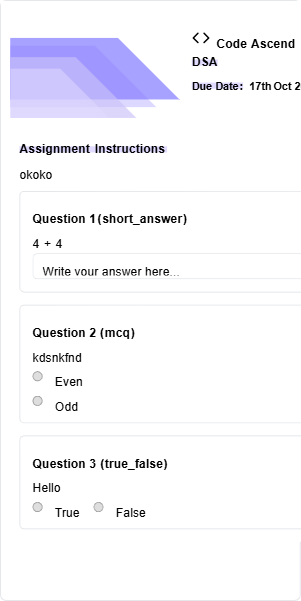 <> Code Ascend
DSA
Due Date: 17th Oct 2
Assignment Instructions
okoko
Question 1(short_answer)
4 + 4
Write your answer here...
Question 2 (mcq)
kdsnkfnd
Even
Odd
Question 3 (true_false)
Hello
True False